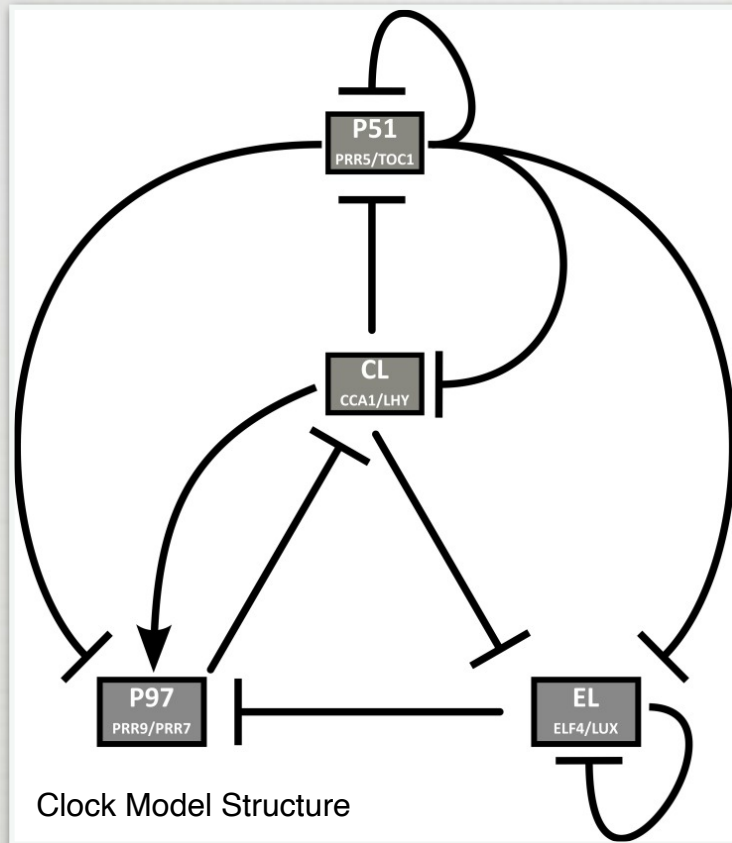 P51
PRR5/TOC1
CL
CCA1/LHY
P97
PRR9/PRR7
EL
ELF4/LUX
Clock Model Structure